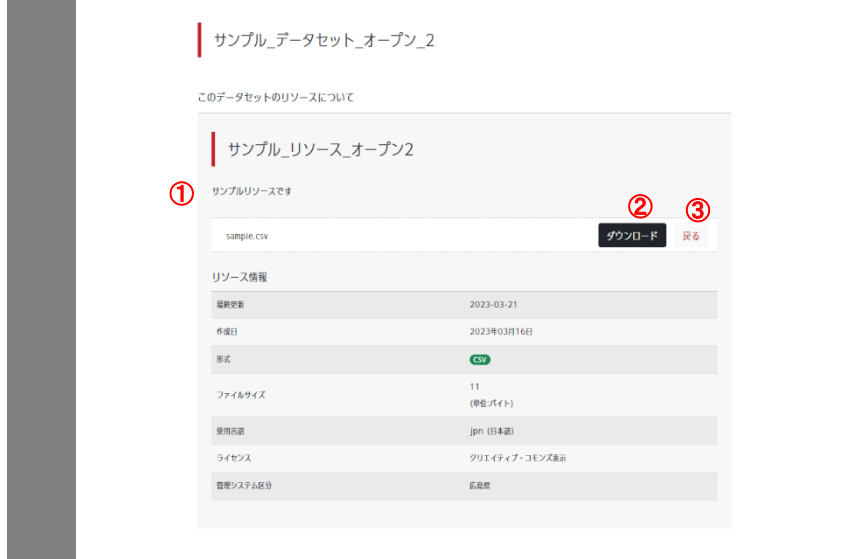 サンプル_データセット_オープン_2
このデータセットのリソースについて
サンプル_リソース_オープン2
① サンプルリソースです
② ③
sample.csv ダウンロード 戻る
リソース情報
最終更新 2023-03-21
作成日 2023年03月16日
形式 CSV
ファイルサイズ 11
(単位:バイト)
使用言語 jpn (日本語)
ライセンス クリエイティブ・コモンズ表示
管理システム区分 広島県